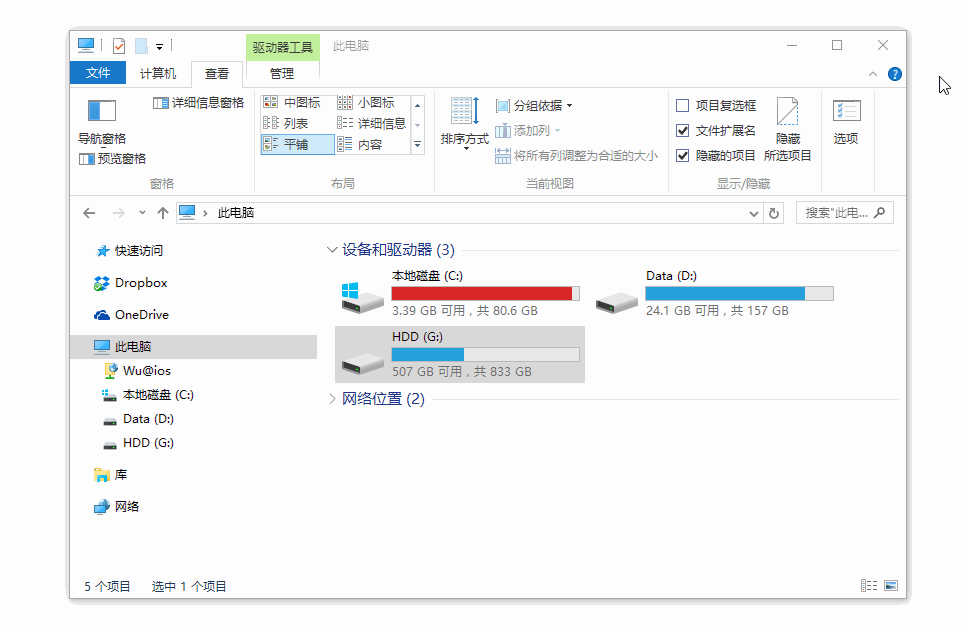 驱动器工具 此电脑
文件 计算机 查看 管理
导航窗格
预览窗格
详细信息窗格
窗格
中图标 小图标
列表 详细信息
平铺 内容
布局
排序方式
分组依据
添加列
将所有列调整为合适的大小
当前视图
项目复选框
文件扩展名
隐藏的项目
隐藏
所选项目
显示/隐藏
选项
此电脑
搜索"此电...
快速访问
Dropbox
OneDrive
此电脑
Wu@ios
本地磁盘 (C:)
Data (D:)
HDD (G:)
库
网络
设备和驱动器 (3)
本地磁盘 (C:)
3.39 GB 可用，共 80.6 GB
Data (D:)
24.1 GB 可用，共 157 GB
HDD (G:)
507 GB 可用，共 833 GB
网络位置 (2)
5 个项目 选中 1 个项目